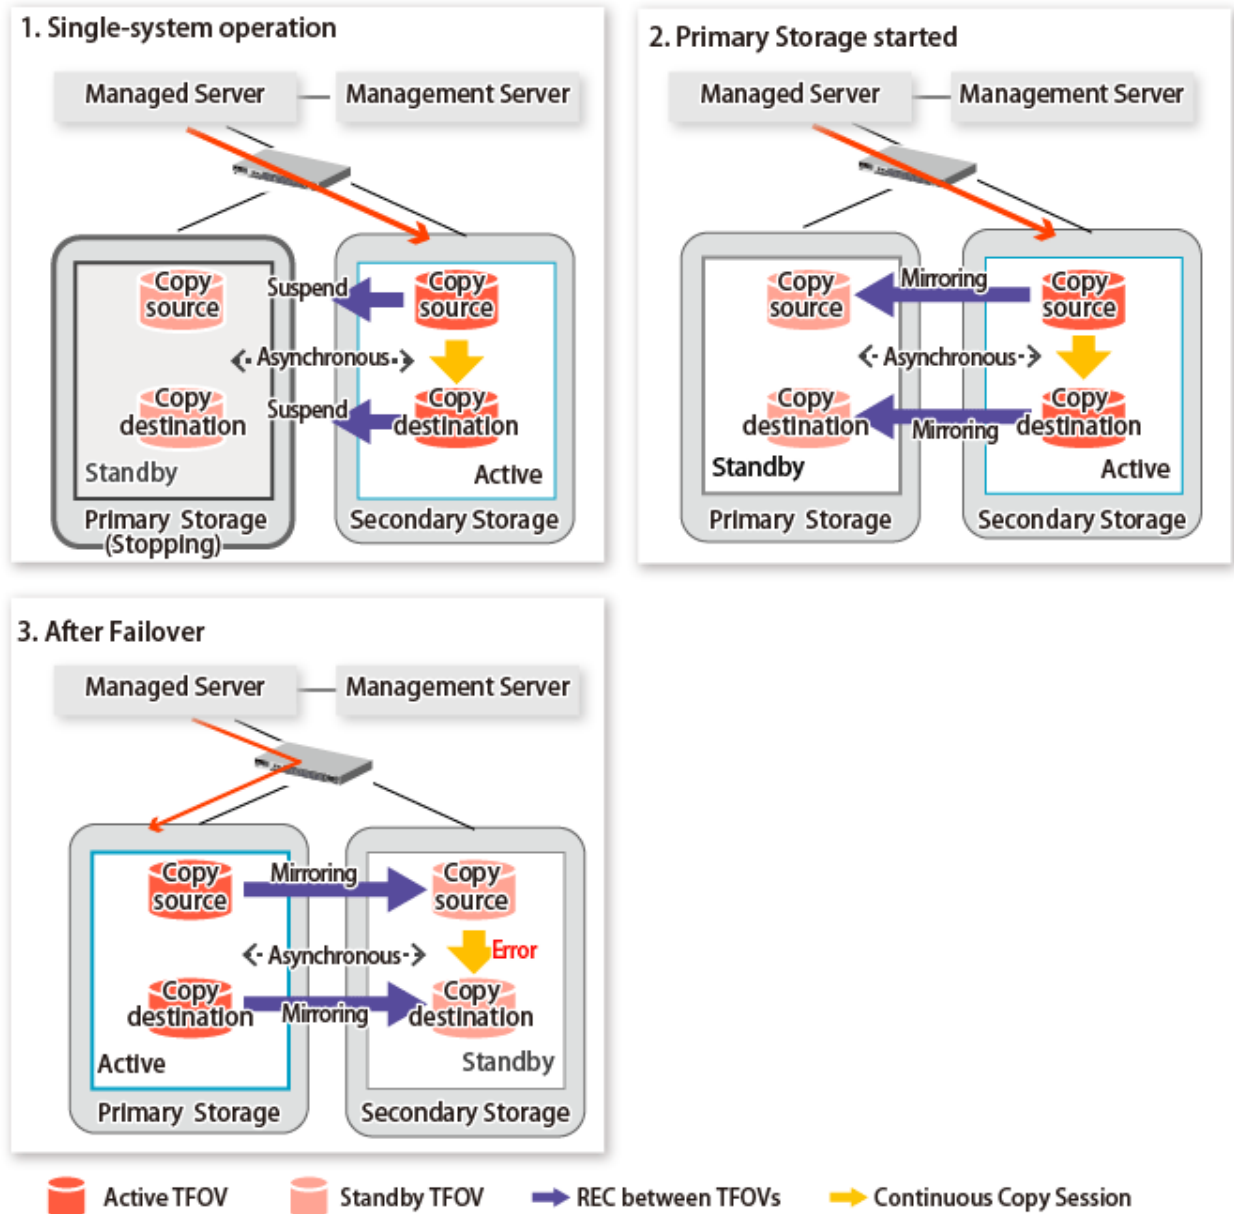 1. Single-system operation
Managed Server
Management Server
Copy
source
Suspend
Copy
source
Asynchronous
Copy
destination
Suspend
Copy
destination
Standby
Active
Primary Storage
(Stopping)
Secondary Storage
2. Primary Storage started
Managed Server
Management Server
Copy
source
Mirroring
Copy
source
Asynchronous
Copy
destination
Mirroring
Copy
destination
Standby
Active
Primary Storage
Secondary Storage
3. After Failover
Managed Server
Management Server
Copy
source
Mirroring
Copy
source
Asynchronous
Error
Copy
destination
Mirroring
Copy
destination
Active
Standby
Primary Storage
Secondary Storage
Active TFOV
Standby TFOV
REC between TFOVs
Continuous Copy Session